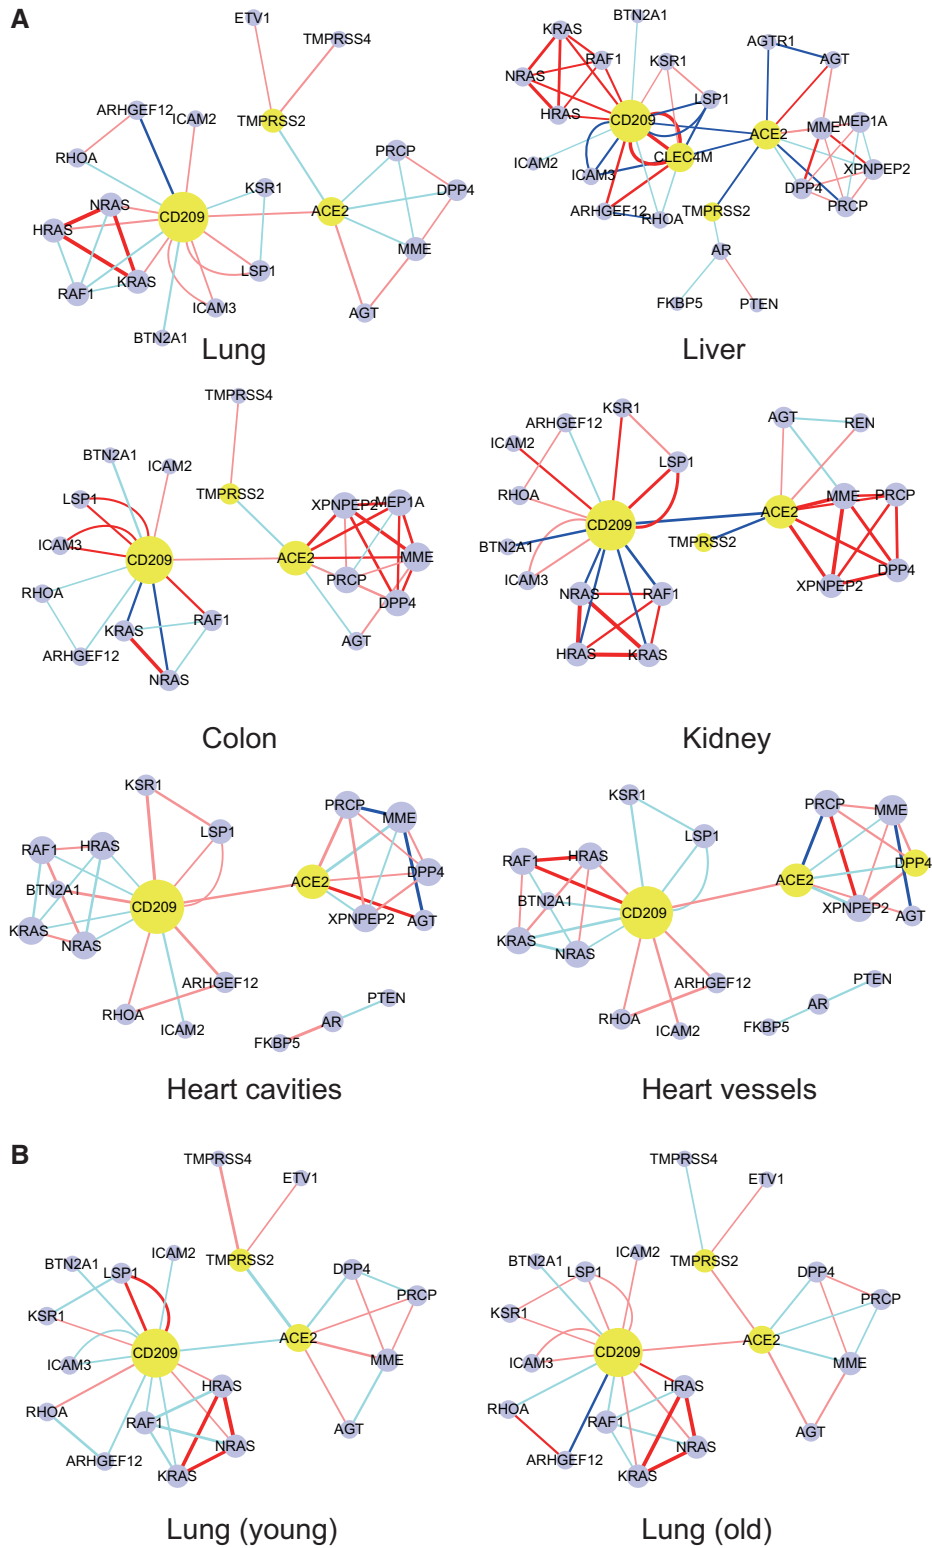 A
ETV1
TMPRSS4
ARHGEF12
ICAM2
TMPRSS2
RHOA
PRCP
KSR1
DPP4
NRAS
CD209
ACE2
HRAS
MME
LSP1
RAF1
KRAS
ICAM3
AGT
BTN2A1
Lung
BTN2A1
KRAS
AGTR1
RAF1
KSR1
AGT
NRAS
LSP1
HRAS
CD209
MME
MEP1A
ACE2
ICAM2
CLEC4M
XPNPEP2
ICAM3
DPP4
ARHGEF12
RHOA
TMPRSS2
PRCP
AR
FKBP5
PTEN
Liver
TMPRSS4
BTN2A1
ICAM2
LSP1
TMPRSS2
XPNPEP2
MEP1A
ICAM3
CD209
ACE2
MME
PRCP
RHOA
DPP4
KRAS
RAF1
AGT
ARHGEF12
NRAS
Colon
KSR1
ARHGEF12
AGT
REN
ICAM2
LSP1
RHOA
MME
PRCP
CD209
ACE2
BTN2A1
TMPRSS2
ICAM3
DPP4
NRAS
RAF1
XPNPEP2
HRAS
KRAS
Kidney
KSR1
PRCP
MME
LSP1
RAF1
HRAS
DPP4
BTN2A1
ACE2
CD209
XPNPEP2
AGT
KRAS
NRAS
ARHGEF12
PTEN
RHOA
AR
ICAM2
FKBP5
Heart cavities
KSR1
PRCP
MME
LSP1
RAF1
HRAS
DPP4
ACE2
BTN2A1
CD209
XPNPEP2
AGT
KRAS
NRAS
ARHGEF12
PTEN
RHOA
AR
ICAM2
FKBP5
Heart vessels
B
TMPRSS4
ETV1
ICAM2
BTN2A1
LSP1
TMPRSS2
DPP4
PRCP
KSR1
ACE2
CD209
ICAM3
MME
HRAS
RHOA
RAF1
AGT
NRAS
ARHGEF12
KRAS
Lung (young)
TMPRSS4
ETV1
ICAM2
BTN2A1
LSP1
TMPRSS2
DPP4
PRCP
KSR1
ACE2
CD209
ICAM3
MME
HRAS
RHOA
RAF1
AGT
NRAS
ARHGEF12
KRAS
Lung (old)